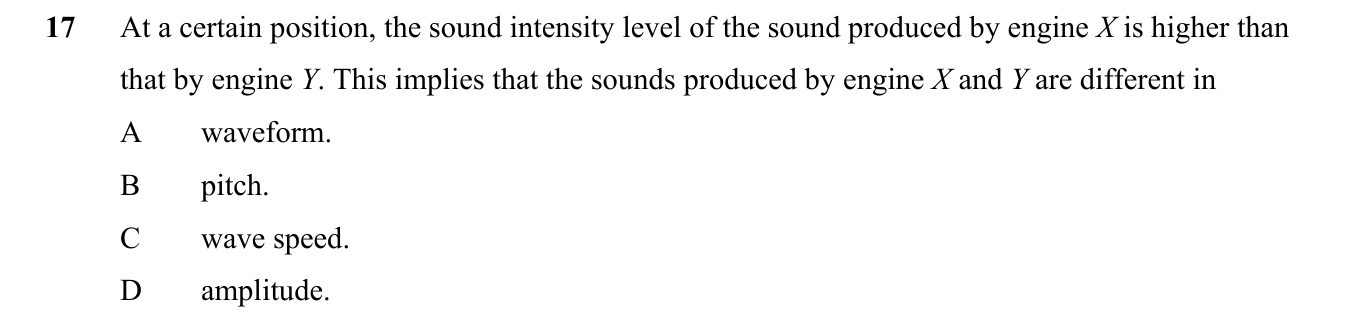 17 At a certain position, the sound intensity level of the sound produced by engine X is higher than
that by engine Y. This implies that the sounds produced by engine X and Y are different in
A waveform.
B pitch.
C wave speed.
D amplitude.